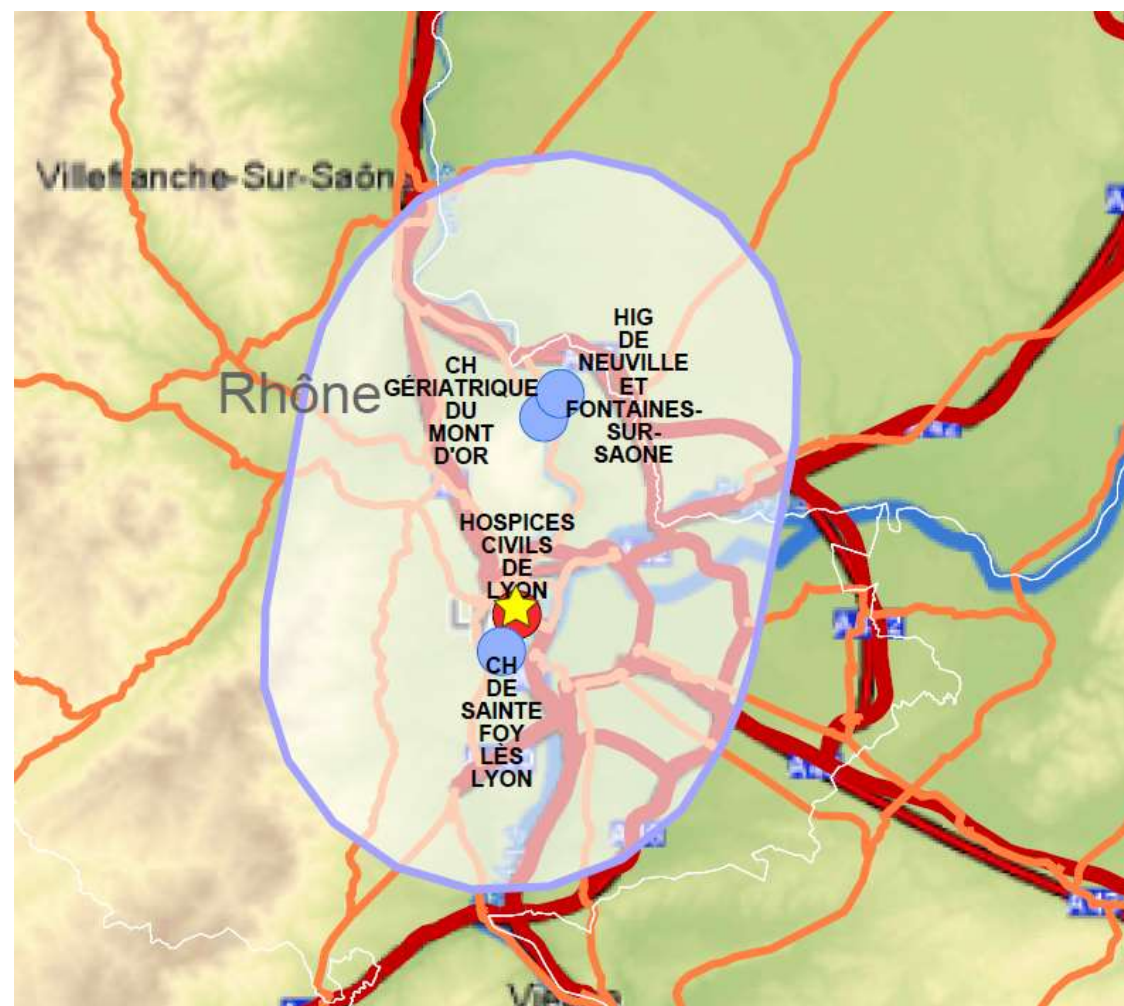 Villefranche-Sur-Saône
Rhône
HIG
DE
NEUVILLE
ET
FONTAINES-
SUR-
SAONE
CH
GÉRIATRIQUE
DU
MONT
D'OR
HOSPICES
CIVILS
DE
LYON
CH
DE
SAINTE
FOY
LÈS
LYON